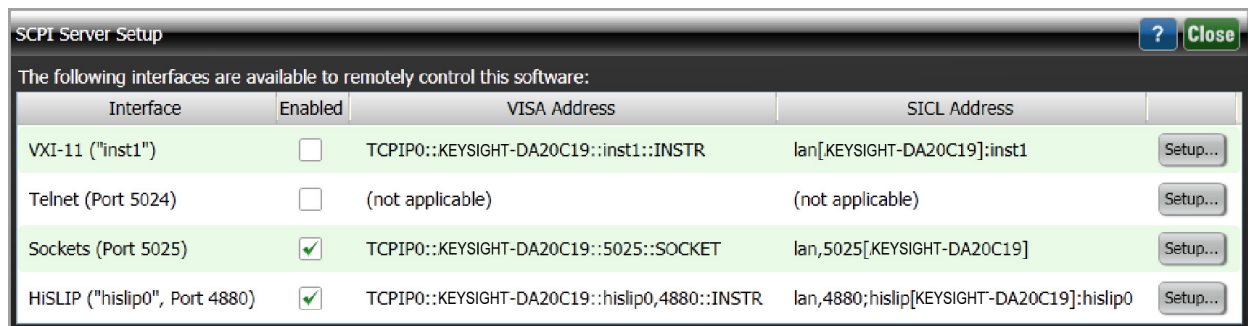 SCPI Server Setup ? Close
The following interfaces are available to remotely control this software:
Interface Enabled VISA Address SICL Address
VXI-11 ("inst1") TCPIP0::KEYSIGHT-DA20C19::inst1::INSTR lan[KEYSIGHT-DA20C19]:inst1 Setup...
Telnet (Port 5024) (not applicable) (not applicable) Setup...
Sockets (Port 5025) TCPIP0::KEYSIGHT-DA20C19::5025::SOCKET lan,5025[KEYSIGHT-DA20C19] Setup...
HiSLIP ("hislip0", Port 4880) TCPIP0::KEYSIGHT-DA20C19::hislip0,4880::INSTR lan,4880;hislip[KEYSIGHT-DA20C19]:hislip0 Setup...